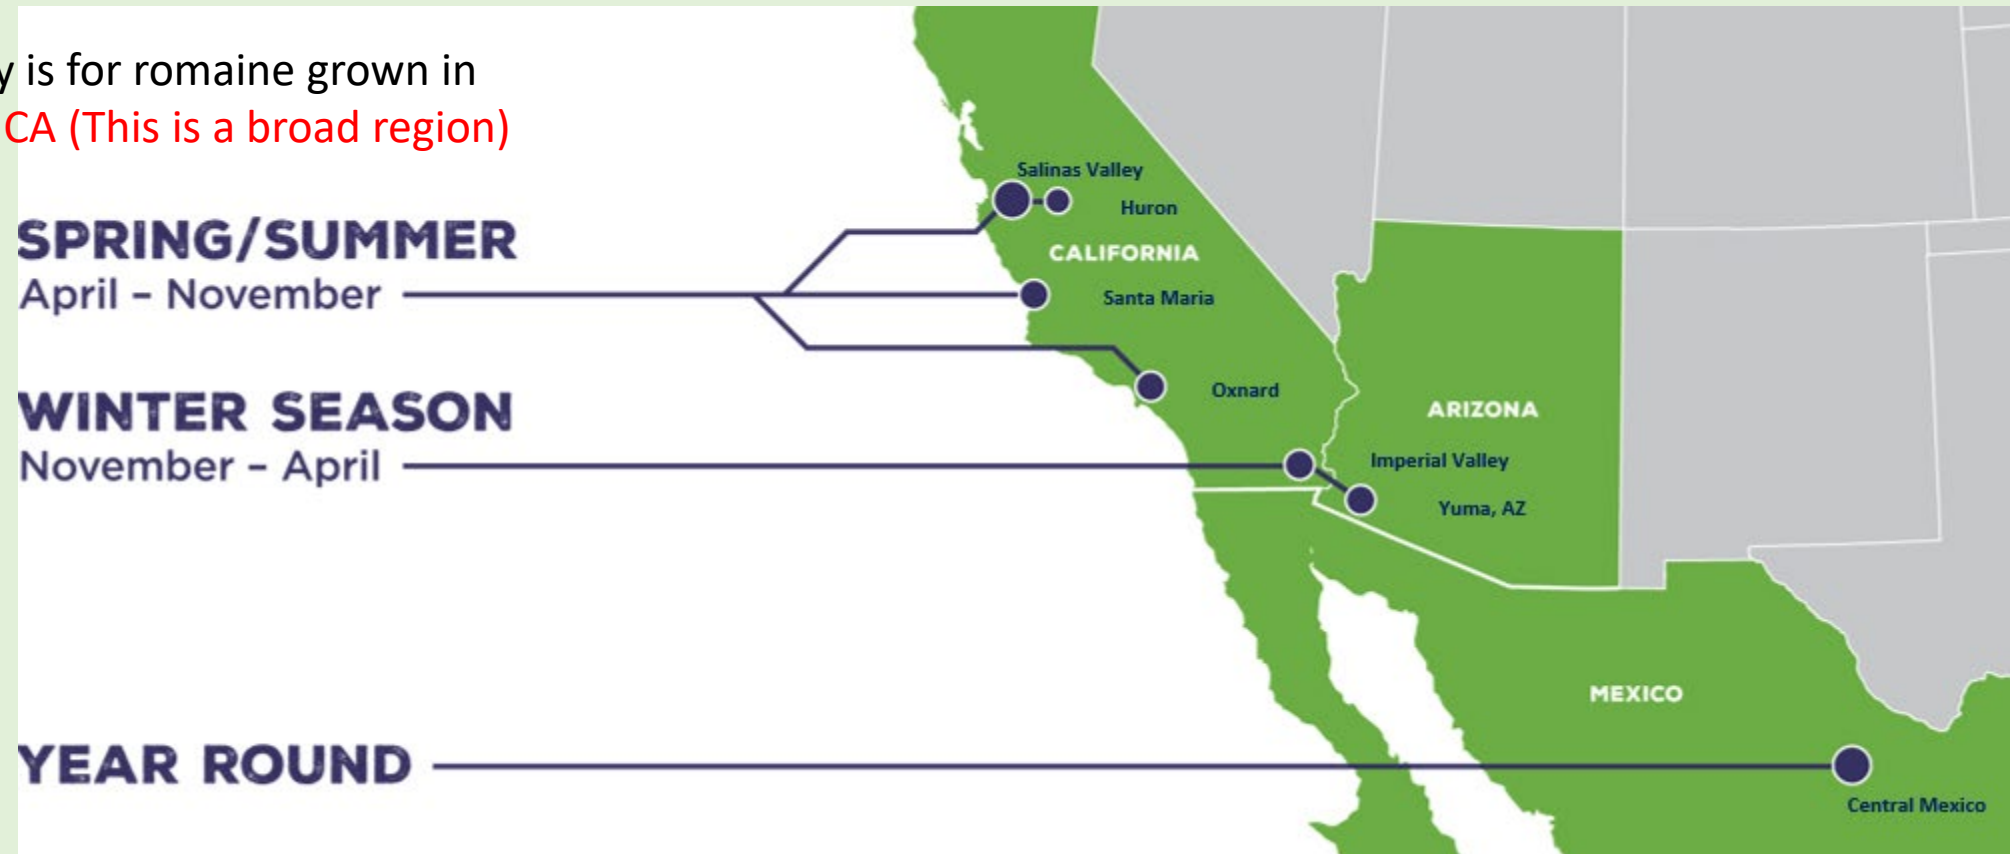 y is for romaine grown in
CA (This is a broad region)
SPRING/SUMMER
April – November
WINTER SEASON
November – April
YEAR ROUND
Salinas Valley
Huron
CALIFORNIA
Santa Maria
Oxnard
ARIZONA
Imperial Valley
Yuma, AZ
MEXICO
Central Mexico